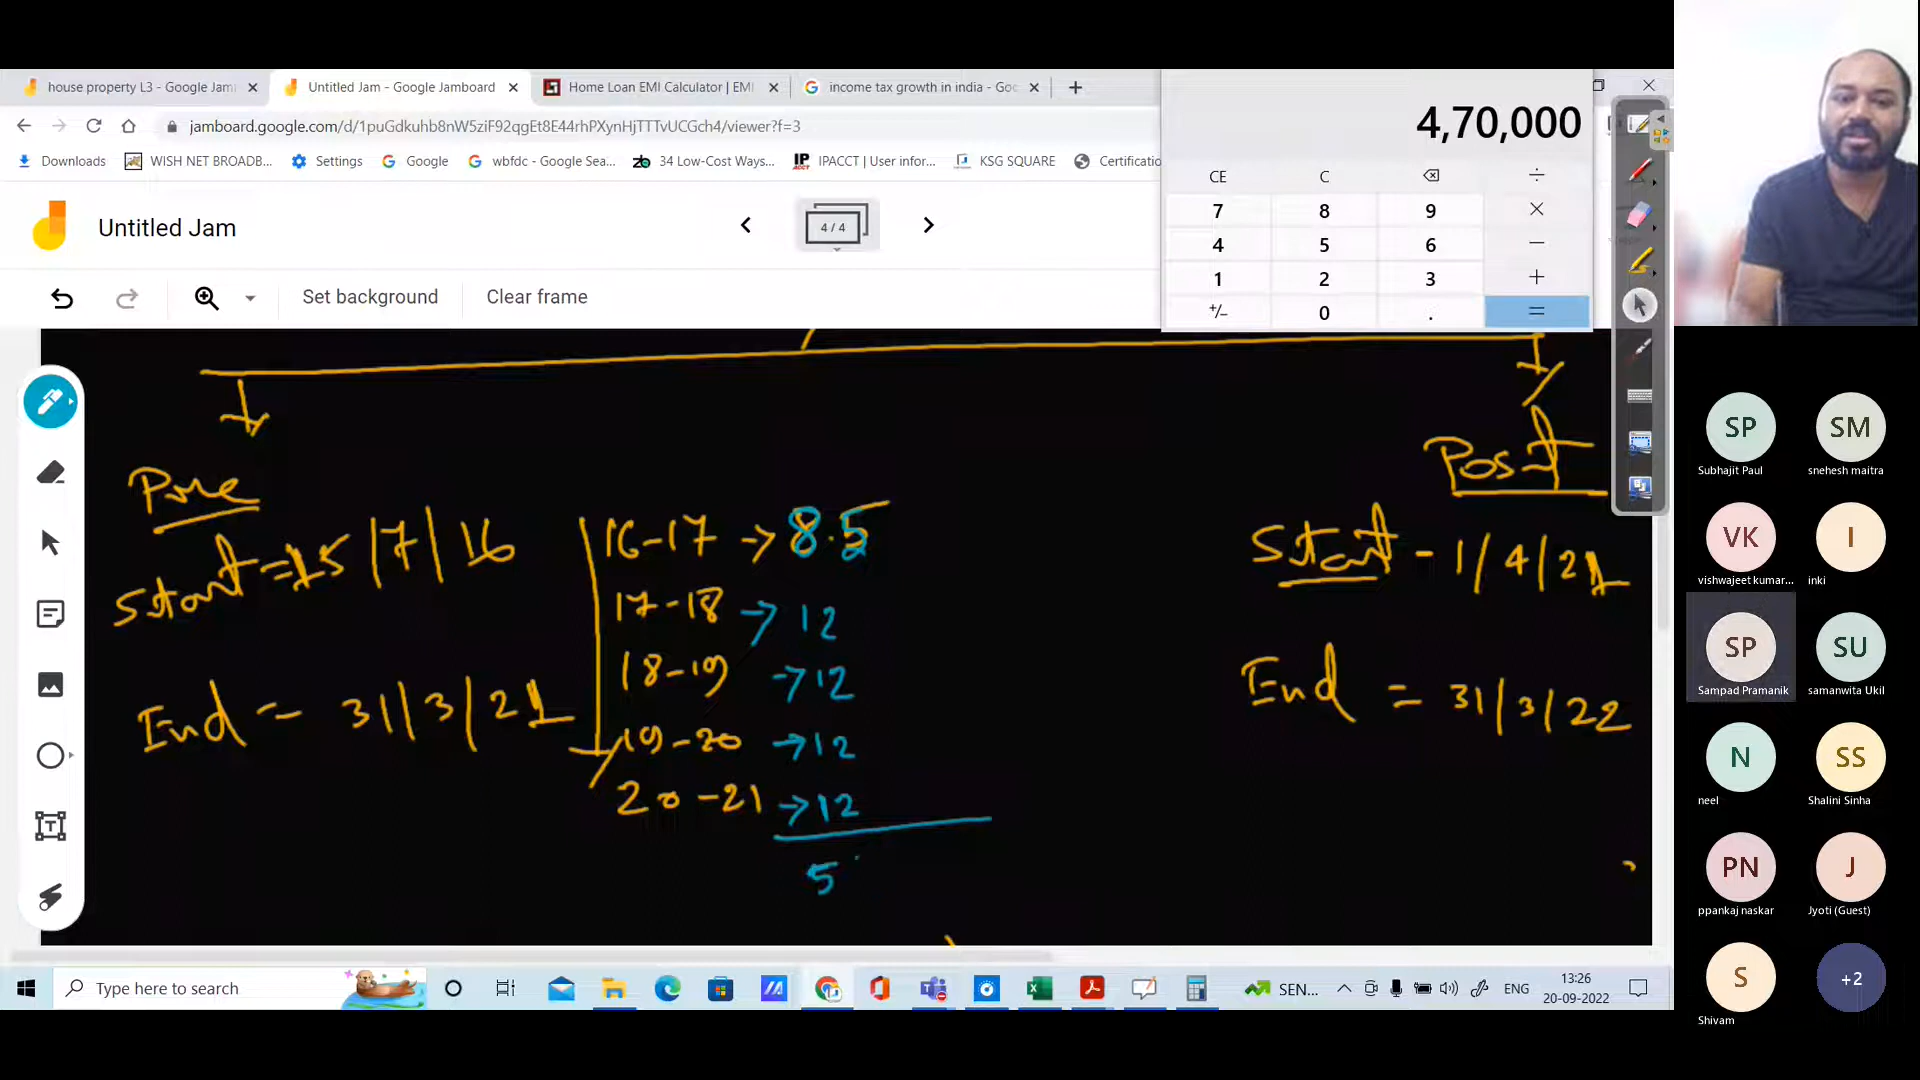 house property L3 - Google Jam
Untitled Jam - Google Jamboard
Home Loan EMI Calculator | EMI
income tax growth in india - Goo
jamboard.google.com/d/1puGdkuhb8nW5ziF92qgEt8E44rhPXynHjTTTvUCGch4/viewer?f=3
Downloads
WISH NET BROADB...
Settings
Google
wbfdc - Google Sea...
34 Low-Cost Ways...
IPACCT | User infor...
KSG SQUARE
Certificatio
Untitled Jam
4 / 4
Set background
Clear frame
4,70,000
CE C ÷
7 8 9 ×
4 5 6 −
1 2 3 +
+/− 0 . =
Pre
Start = 15/7/16
End = 31/3/21
16-17 → 8.5
17-18 → 12
18-19 → 12
19-20 → 12
20-21 → 12
5
Post
Start - 1/4/21
End = 31/3/22
SP
Subhajit Paul
SM
snehesh maitra
VK
vishwajeet kumar...
I
inki
SP
Sampad Pramanik
SU
samanwita Ukil
N
neel
SS
Shalini Sinha
PN
ppankaj naskar
J
Jyoti (Guest)
S
Shivam
+2
Type here to search
SEN...
ENG
13:26
20-09-2022